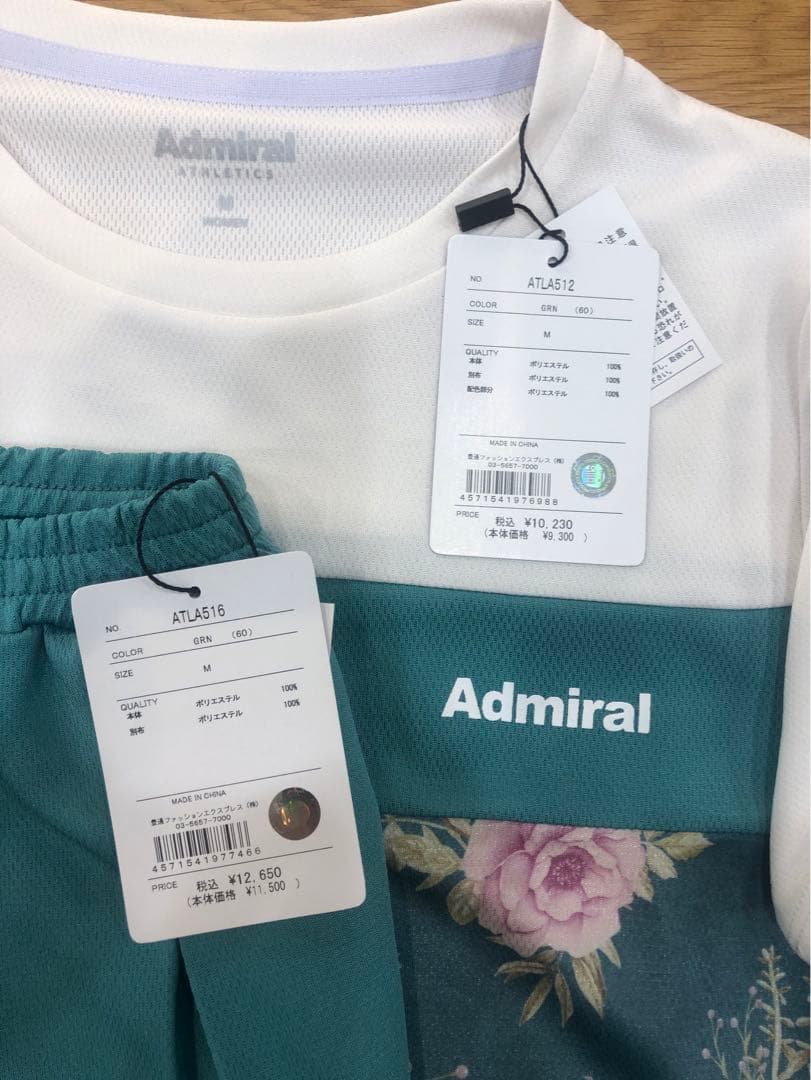 Admiral
ATHLETICS
M
NO. ATLA512
COLOR GRN (60)
SIZE M
QUALITY
本体 ポリエステル 100%
別布 ポリエステル 100%
配色部分 ポリエステル 100%
MADE IN CHINA
豊通ファッションエクスプレス (株)
03-5657-7000
4571541976988
PRICE 税込 ¥10,230
(本体価格 ¥9,300 )
注意
Admiral
NO. ATLA516
COLOR GRN (60)
SIZE M
QUALITY
本体 ポリエステル 100%
別布 ポリエステル 100%
MADE IN CHINA
豊通ファッションエクスプレス (株)
03-5657-7000
4571541977466
PRICE 税込 ¥12,650
(本体価格 ¥11,500 )